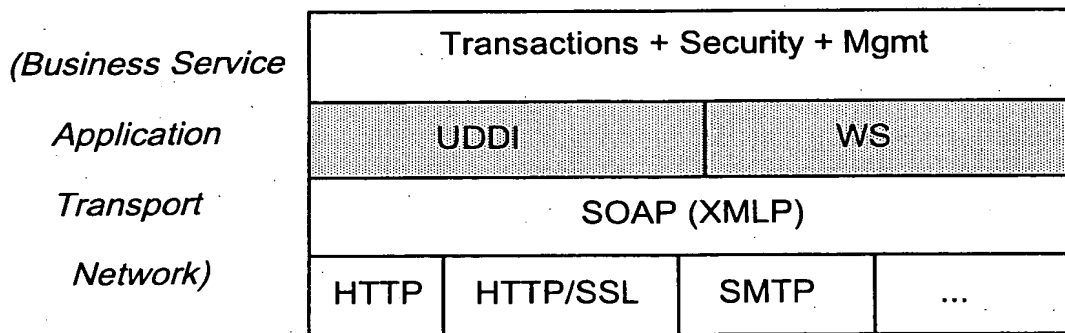 (Business Service
Transactions + Security + Mgmt
Application
UDDI
WS
Transport
SOAP (XMLP)
Network)
HTTP
HTTP/SSL
SMTP
...